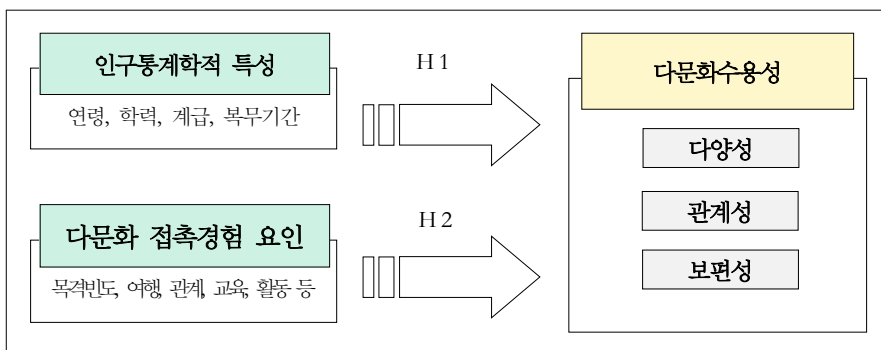 인구통계학적 특성
연령, 학력, 계급, 복무기간
H1
다문화 접촉경험 요인
목격빈도, 여행, 관계, 교육, 활동 등
H2
다문화수용성
다양성
관계성
보편성